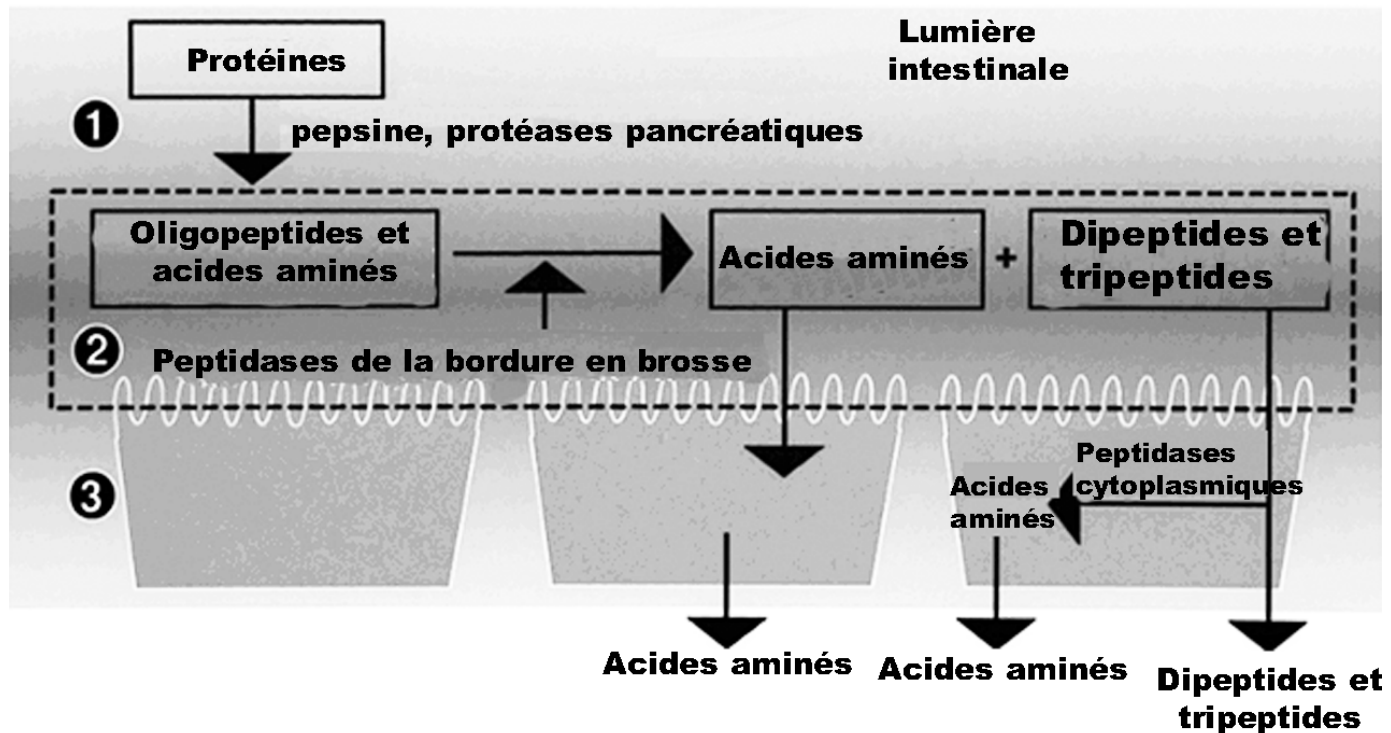 Protéines
Lumière
intestinale
1
pepsine, protéases pancréatiques
Oligopeptides et
acides aminés
Acides aminés
+
Dipeptides et
tripeptides
2
Peptidases de la bordure en brosse
3
Peptidases
cytoplasmiques
Acides
aminés
Acides aminés
Acides aminés
Dipeptides et
tripeptides